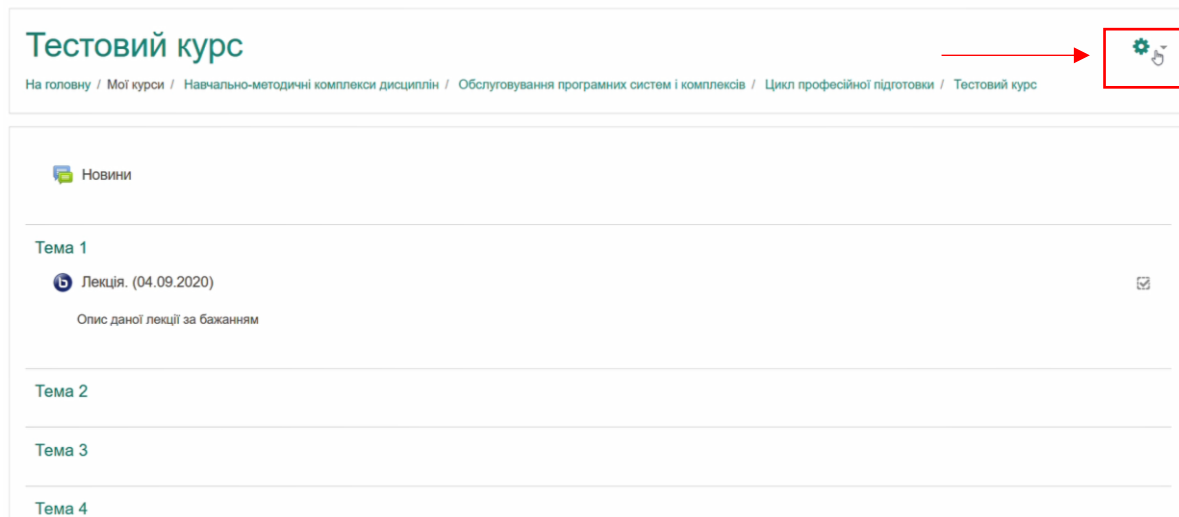 Тестовий курс
На головну / Мої курси / Навчально-методичні комплекси дисциплін / Обслуговування програмних систем і комплексів / Цикл професійної підготовки / Тестовий курс
Новини
Тема 1
Лекція. (04.09.2020)
Опис даної лекції за бажанням
Тема 2
Тема 3
Тема 4